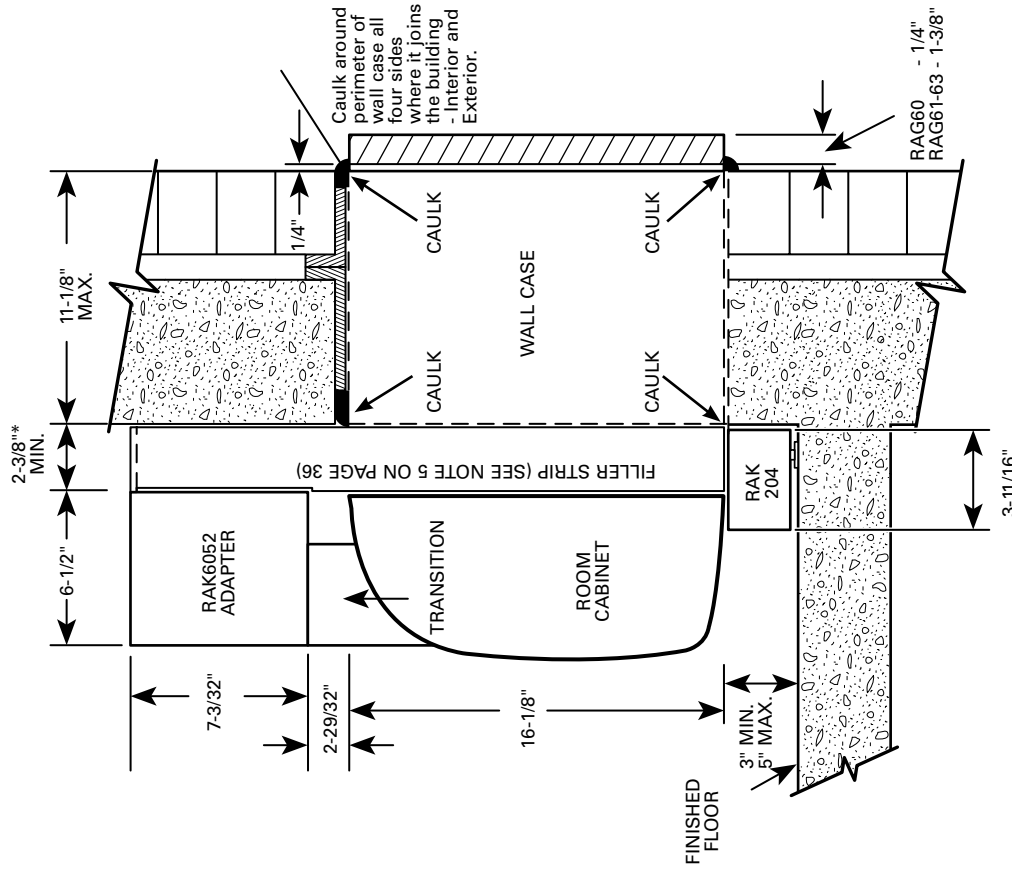 11-1/8"
MAX.
2-3/8"*
MIN.
6-1/2"
RAK6052
ADAPTER
7-3/32"
2-29/32"
16-1/8"
TRANSITION
ROOM
CABINET
FILLER STRIP (SEE NOTE 5 ON PAGE 36)
WALL CASE
CAULK
CAULK
CAULK
CAULK
1/4"
Caulk around
perimeter of
wall case all
four sides
where it joins
the building
- Interior and
Exterior.
RAG60 - 1/4"
RAG61-63 - 1-3/8"
RAK
204
3-11/16"
3" MIN.
5" MAX.
FINISHED
FLOOR